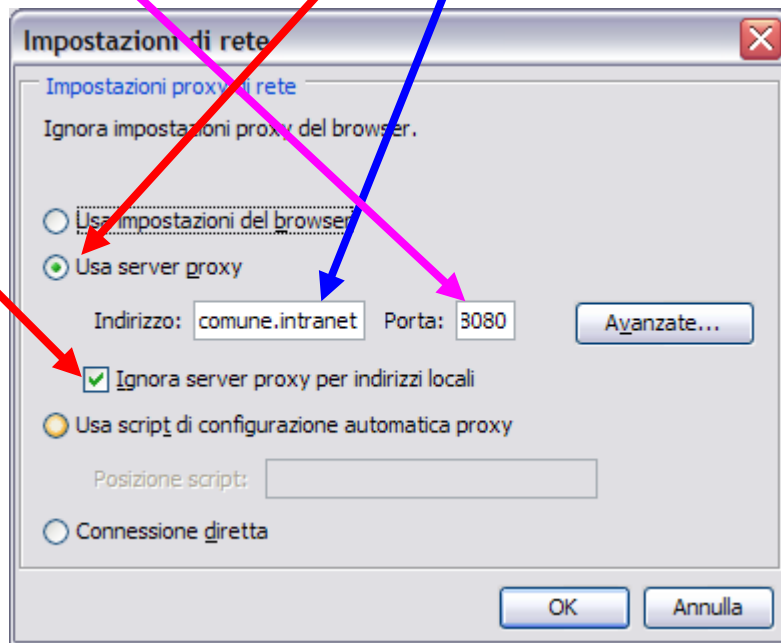 Impostazioni di rete
Impostazioni proxy di rete
Ignora impostazioni proxy del browser.
Usa impostazioni del browser
Usa server proxy
Indirizzo: comune.intranet Porta: 8080 Avanzate...
Ignora server proxy per indirizzi locali
Usa script di configurazione automatica proxy
Posizione script:
Connessione diretta
OK Annulla